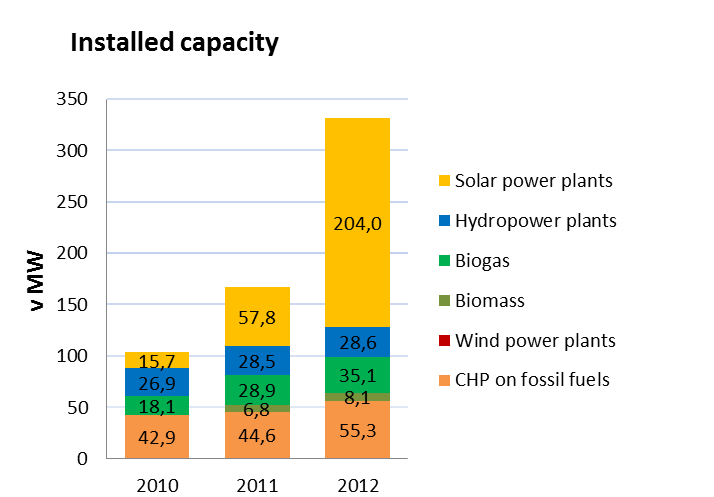 Installed capacity
350
300
250
200
150
100
50
0
v MW
204,0
57,8
15,7
28,6
28,5
26,9
35,1
28,9
18,1
8,1
6,8
55,3
44,6
42,9
2010 2011 2012
Solar power plants
Hydropower plants
Biogas
Biomass
Wind power plants
CHP on fossil fuels